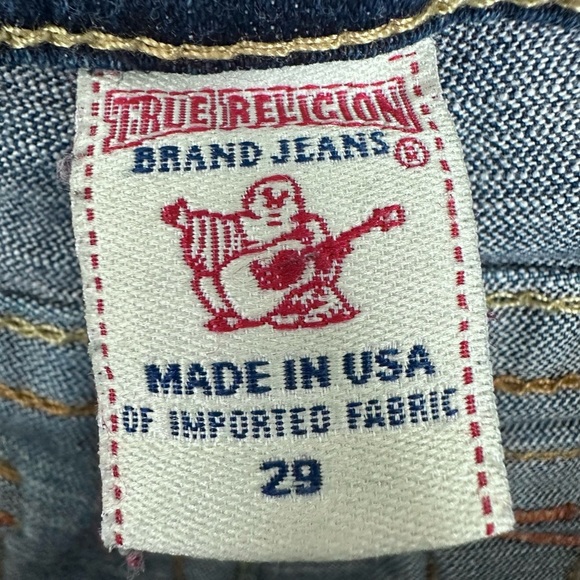 TRUE RELIGION
BRAND JEANS ®
MADE IN USA
OF IMPORTED FABRIC
29